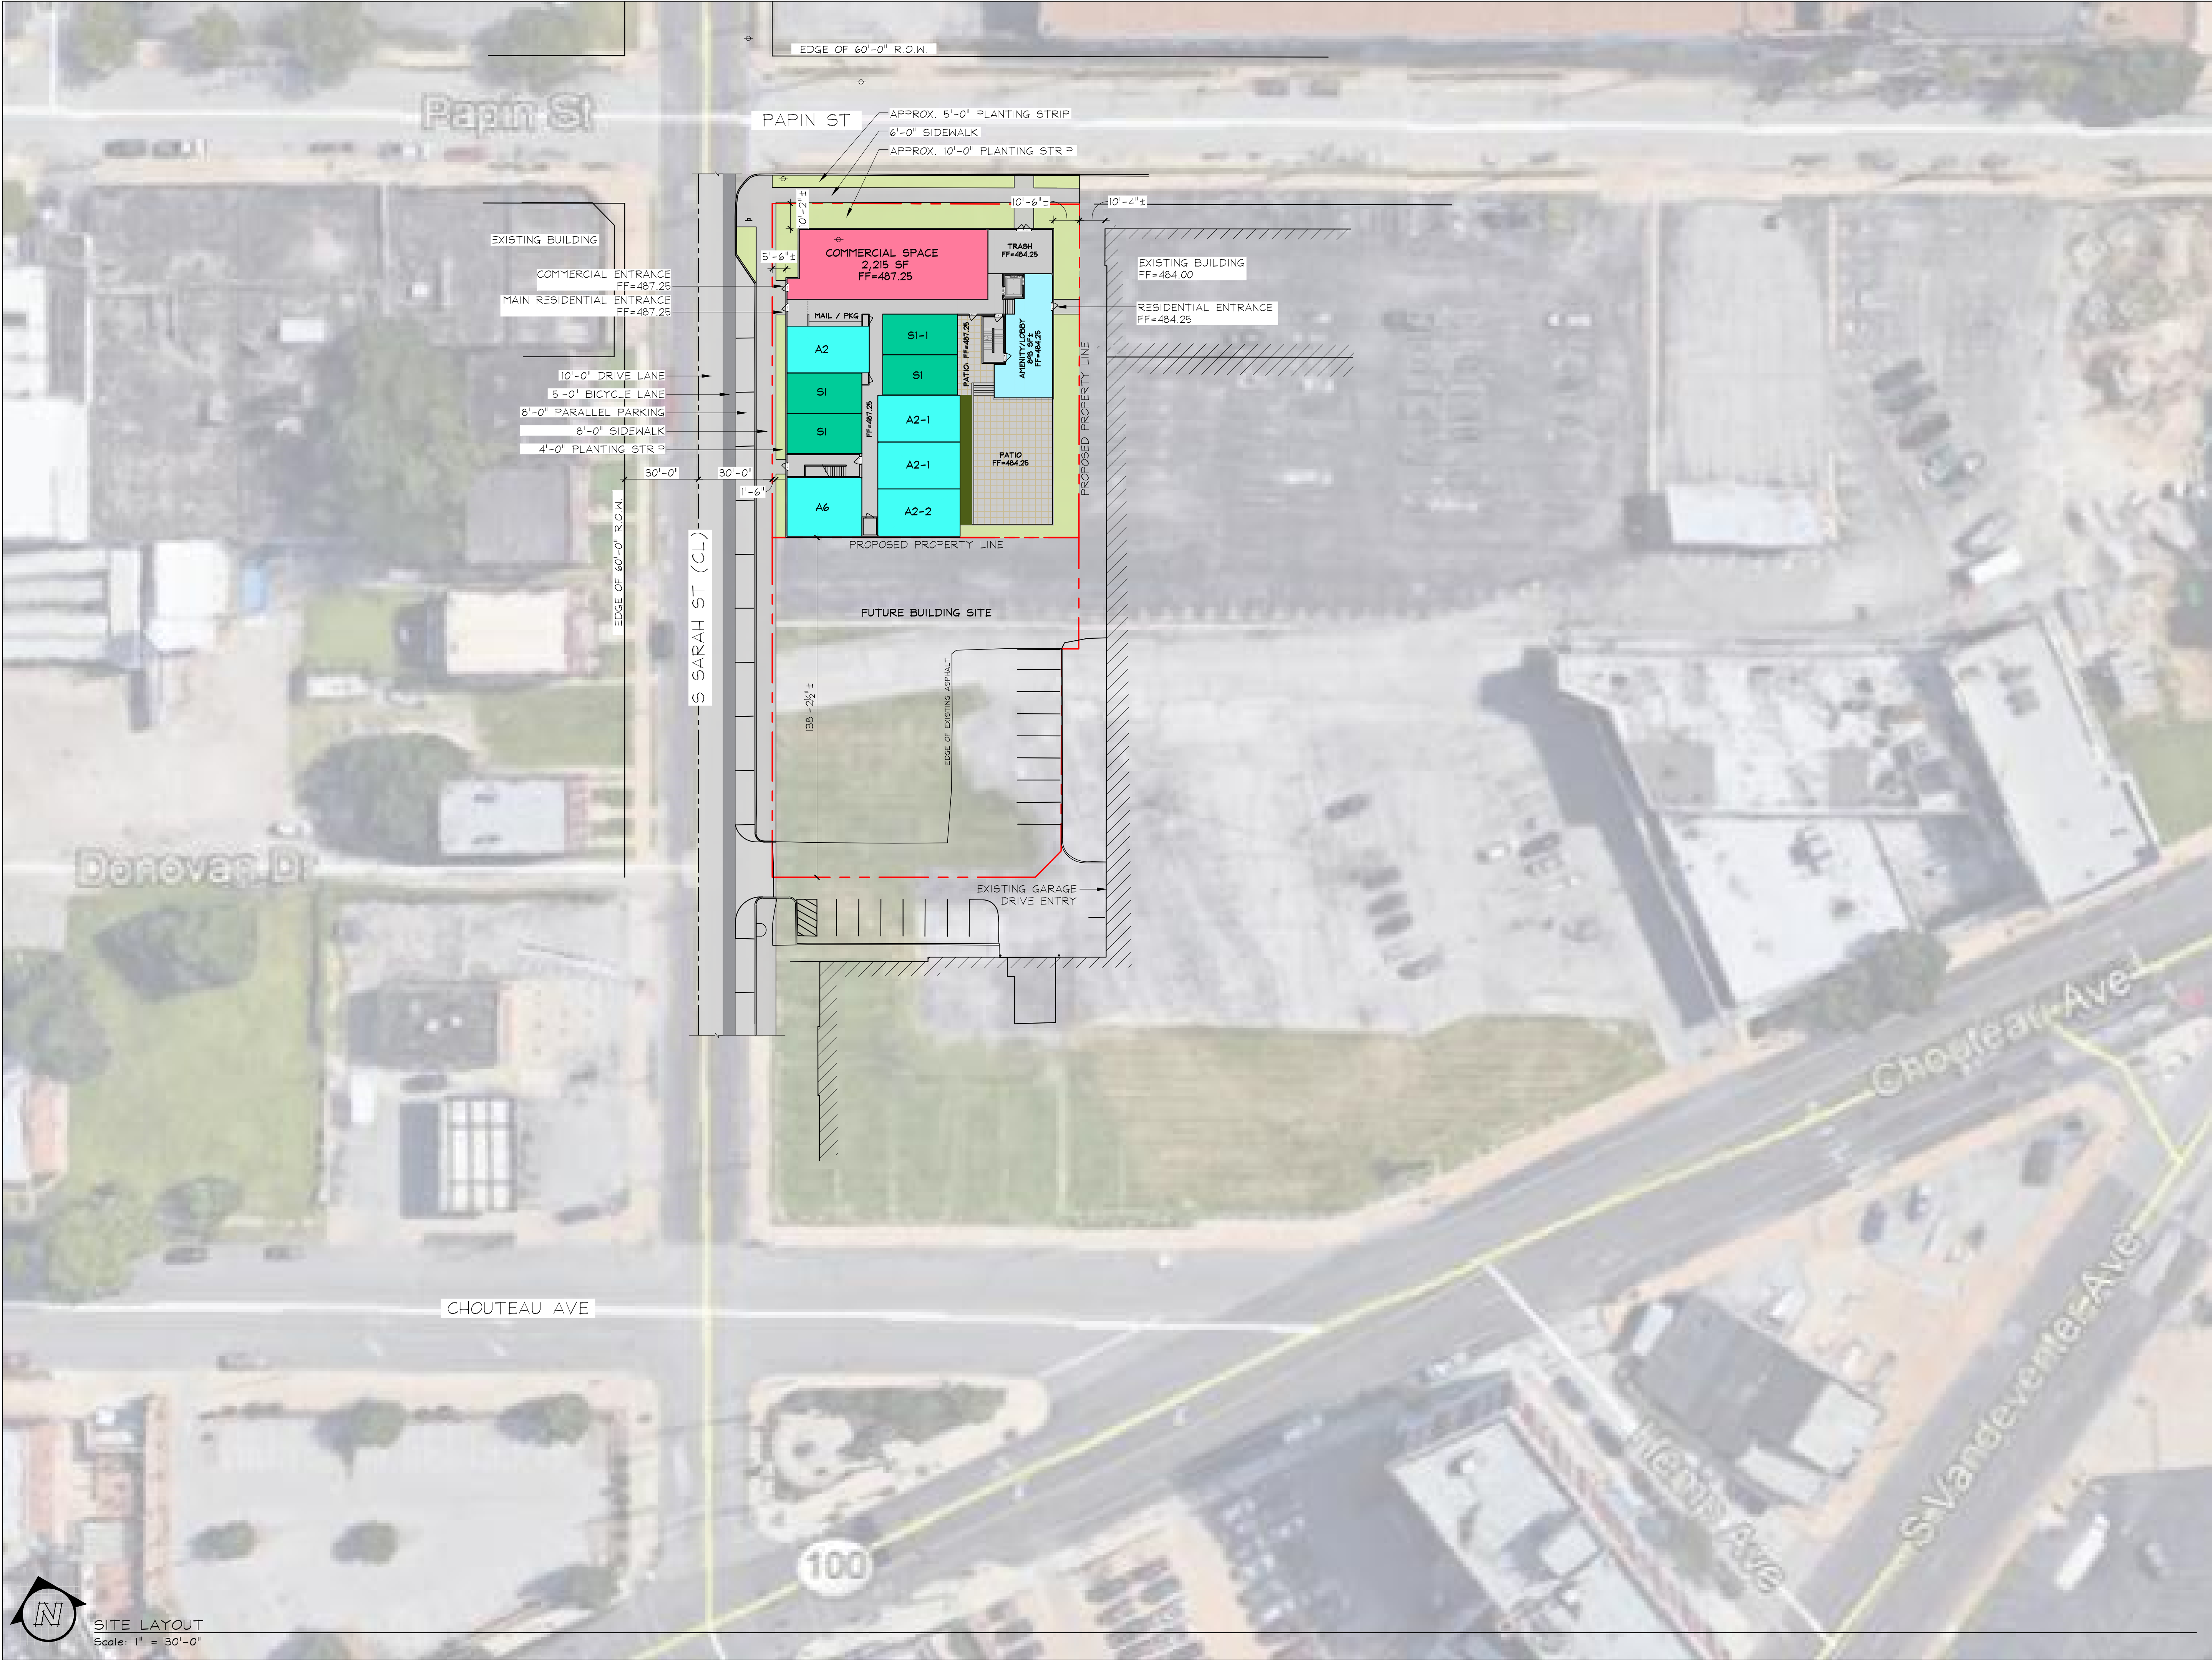 EDGE OF 60'-0" R.O.W.
Papin St
PAPIN ST
APPROX. 5'-0" PLANTING STRIP
6'-0" SIDEWALK
APPROX. 10'-0" PLANTING STRIP
10'-2"±
10'-6"±
10'-4"±
EXISTING BUILDING
5'-6"±
COMMERCIAL SPACE
2,215 SF
FF=487.25
TRASH
FF=484.25
EXISTING BUILDING
FF=484.00
COMMERCIAL ENTRANCE
FF=487.25
MAIN RESIDENTIAL ENTRANCE
FF=487.25
RESIDENTIAL ENTRANCE
FF=484.25
MAIL / PKG
A2
S1-1
S1
S1
S1
PATIO FF=487.25
AMENITY/LOBBY
893 SF±
FF=484.25
PROPOSED PROPERTY LINE
10'-0" DRIVE LANE
5'-0" BICYCLE LANE
8'-0" PARALLEL PARKING
8'-0" SIDEWALK
4'-0" PLANTING STRIP
FF=487.25
A2-1
A2-1
A2-2
A6
PATIO
FF=484.25
30'-0"
30'-0"
1'-6"
EDGE OF 60'-0" R.O.W.
S SARAH ST (CL)
PROPOSED PROPERTY LINE
FUTURE BUILDING SITE
138'-2½"±
EDGE OF EXISTING ASPHALT
Donovan Dr
EXISTING GARAGE
DRIVE ENTRY
Chouteau Ave
CHOUTEAU AVE
S Vandeventer Ave
100
N
SITE LAYOUT
Scale: 1" = 30'-0"